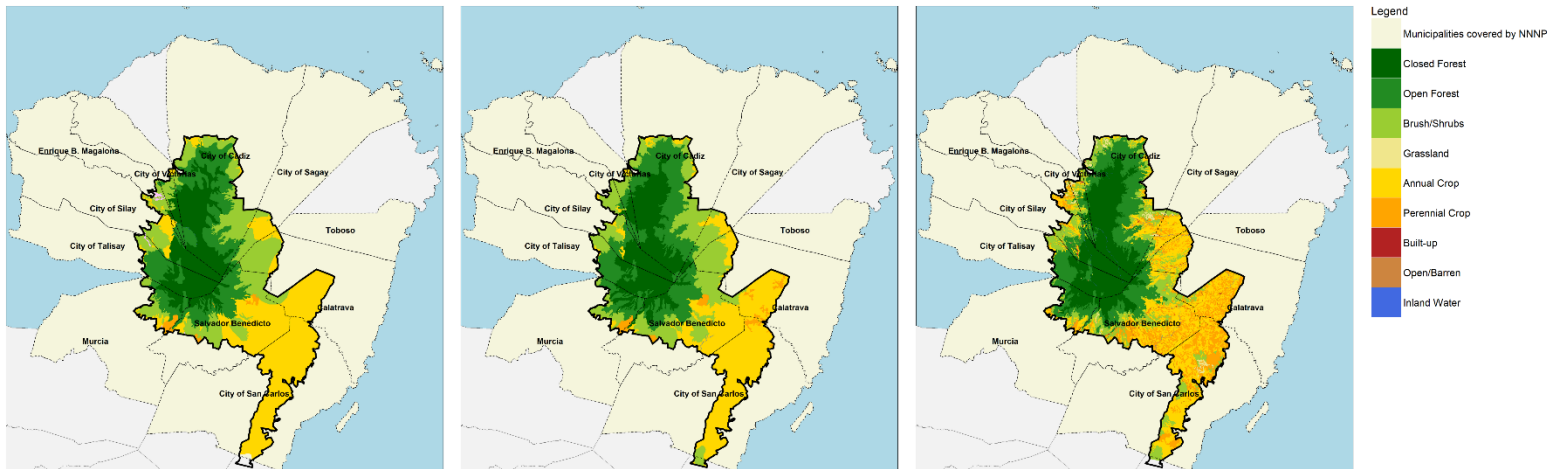 Enrique B. Magalona
City of Cadiz
City of Victorias
City of Sagay
City of Silay
Toboso
City of Talisay
Calatrava
Salvador Benedicto
Murcia
City of San Carlos
Enrique B. Magalona
City of Cadiz
City of Victorias
City of Sagay
City of Silay
Toboso
City of Talisay
Calatrava
Salvador Benedicto
Murcia
City of San Carlos
Enrique B. Magalona
City of Cadiz
City of Victorias
City of Sagay
City of Silay
Toboso
City of Talisay
Calatrava
Salvador Benedicto
Murcia
City of San Carlos
Legend
Municipalities covered by NNNP
Closed Forest
Open Forest
Brush/Shrubs
Grassland
Annual Crop
Perennial Crop
Built-up
Open/Barren
Inland Water